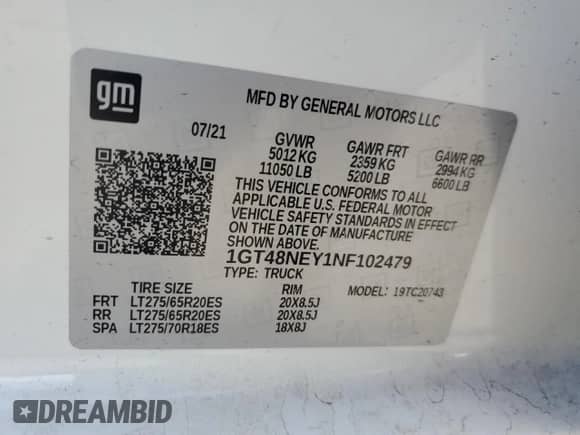 gm
MFD BY GENERAL MOTORS LLC
07/21
GVWR GAWR FRT GAWR RR
5012 KG 2359 KG 2994 KG
11050 LB 5200 LB 6600 LB
THIS VEHICLE CONFORMS TO ALL
APPLICABLE U.S. FEDERAL MOTOR
VEHICLE SAFETY STANDARDS IN EFFECT
ON THE DATE OF MANUFACTURE
SHOWN ABOVE.
1GT48NEY1NF102479
TYPE: TRUCK
MODEL: 19TC20743
TIRE SIZE RIM
FRT LT275/65R20ES 20X8.5J
RR LT275/65R20ES 20X8.5J
SPA LT275/70R18ES 18X8J
DREAMBID